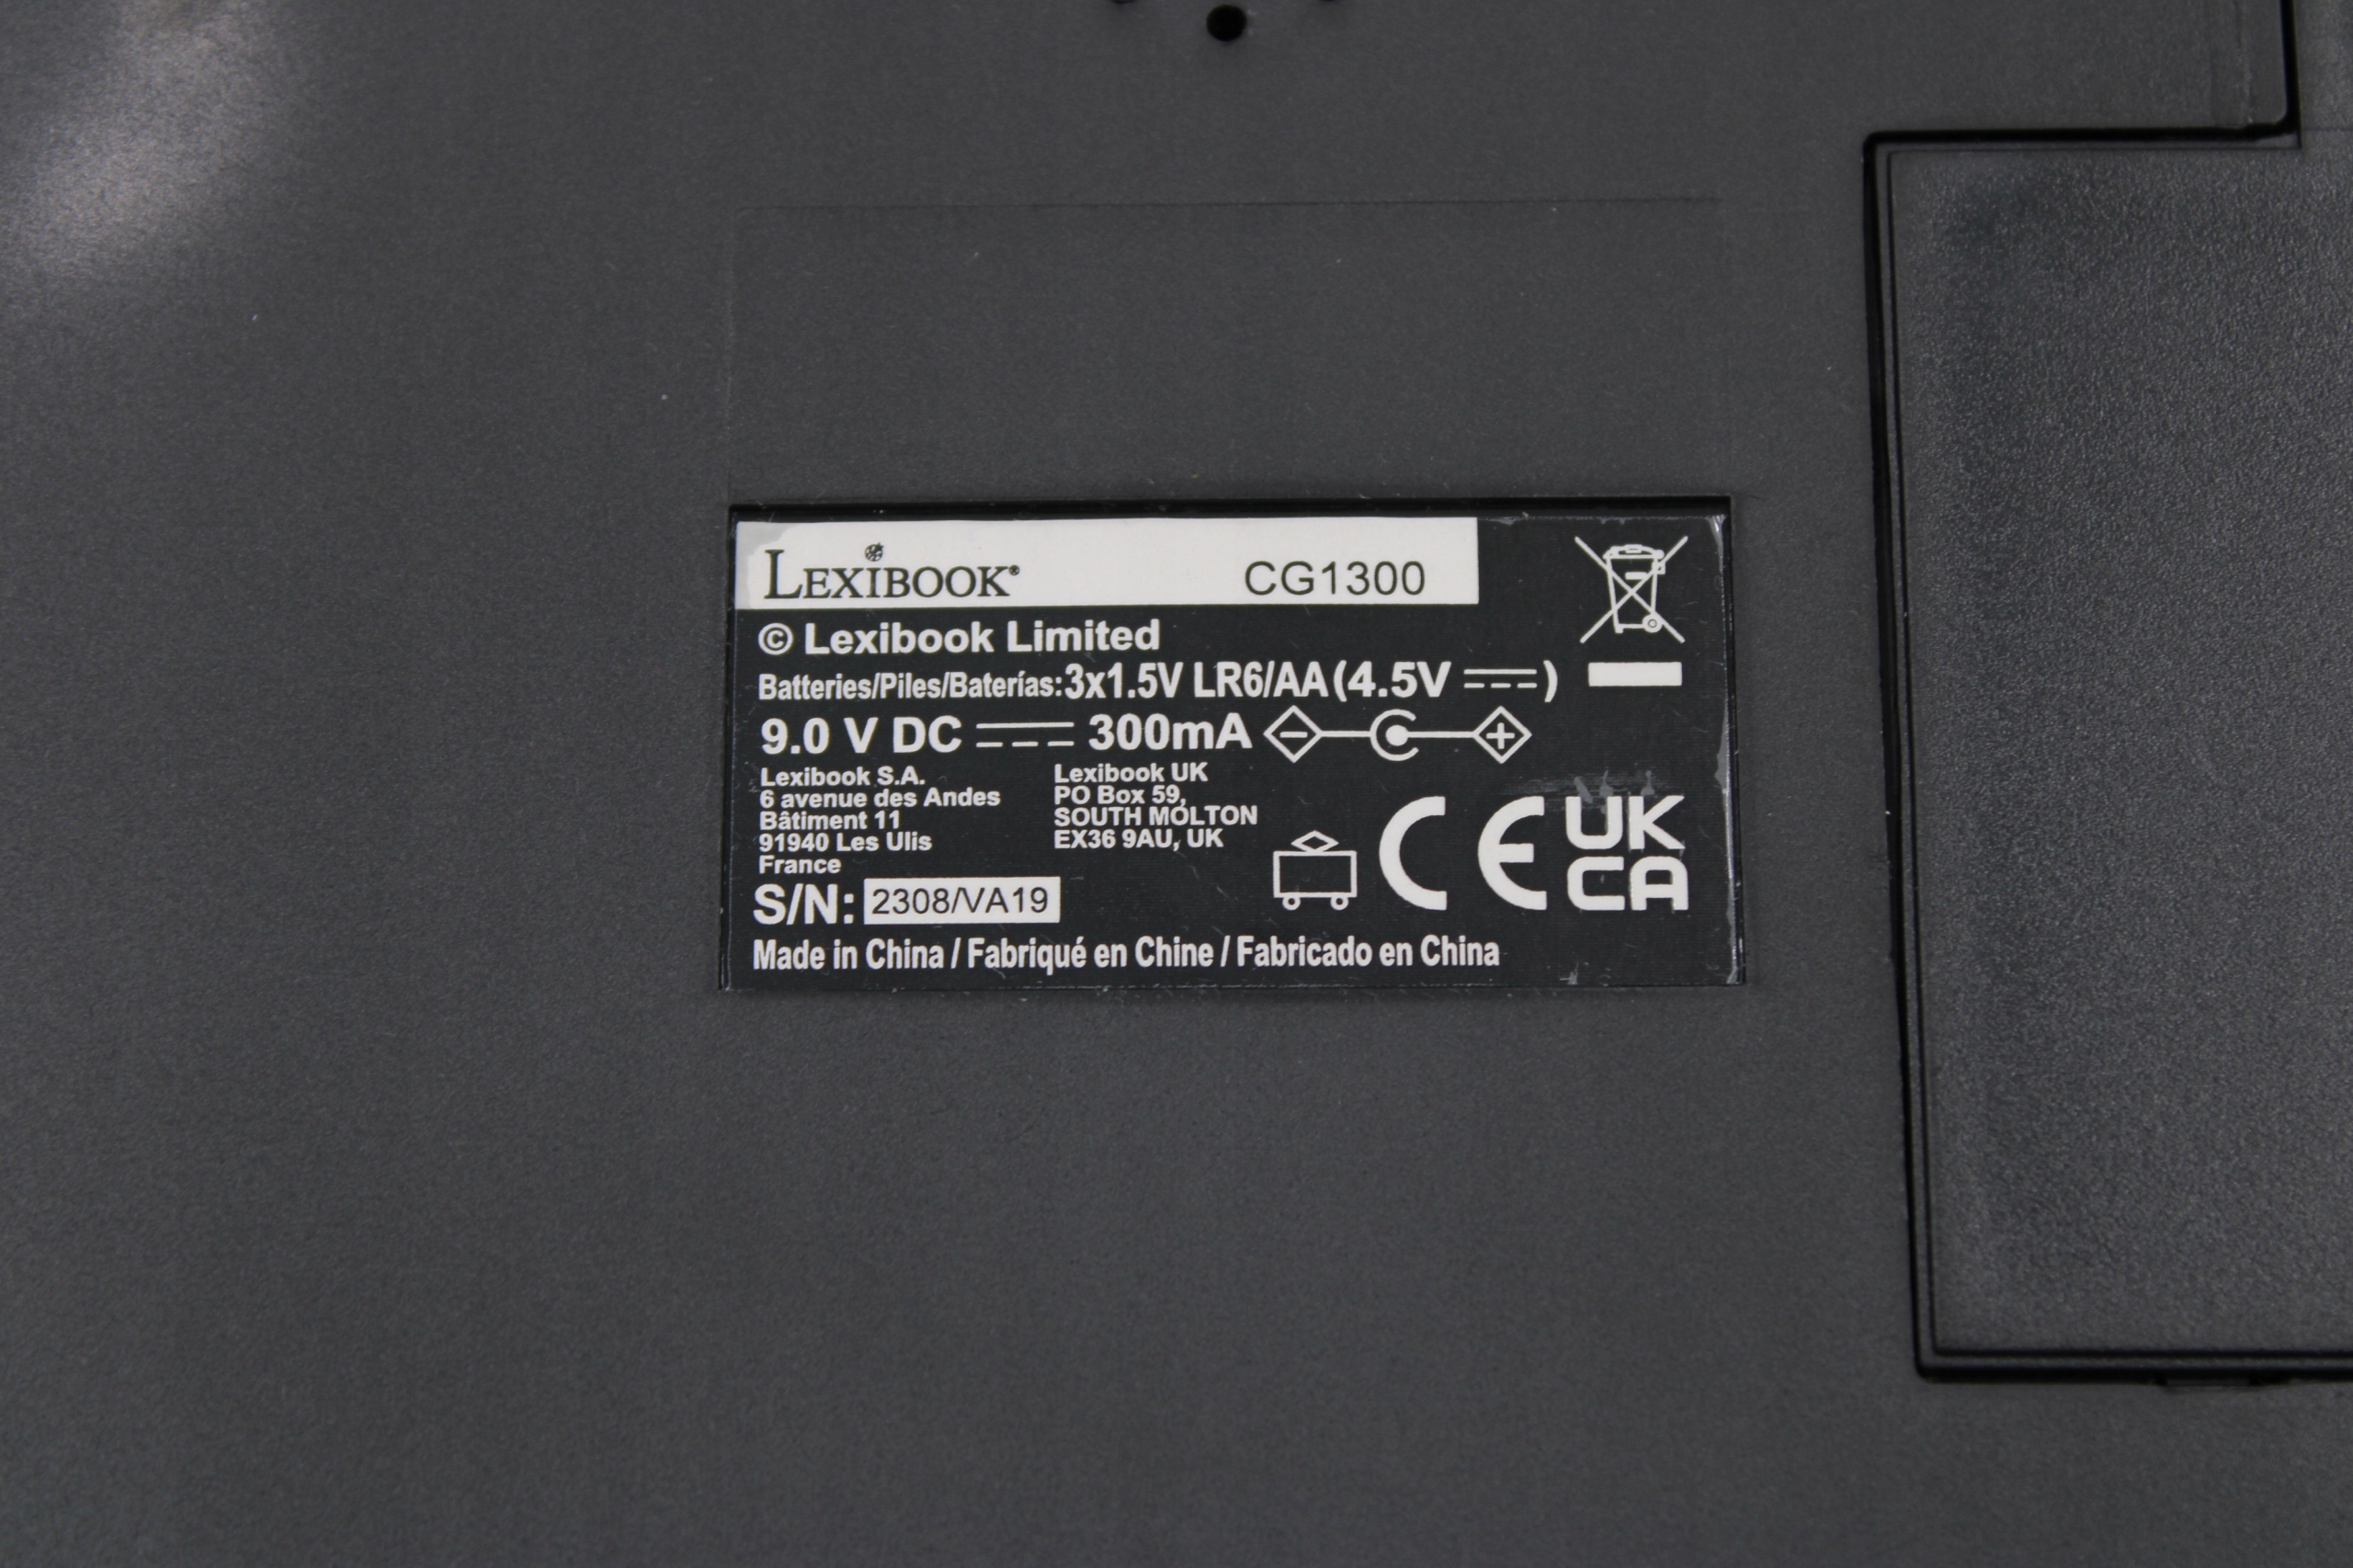 LEXIBOOK® CG1300
© Lexibook Limited
Batteries/Piles/Baterías: 3x1.5V LR6/AA (4.5V ⎓)
9.0 V DC ⎓ 300mA
Lexibook S.A.
6 avenue des Andes
Bâtiment 11
91940 Les Ulis
France
Lexibook UK
PO Box 59,
SOUTH MOLTON
EX36 9AU, UK
CE
UK
CA
S/N: 2308/VA19
Made in China / Fabriqué en Chine / Fabricado en China